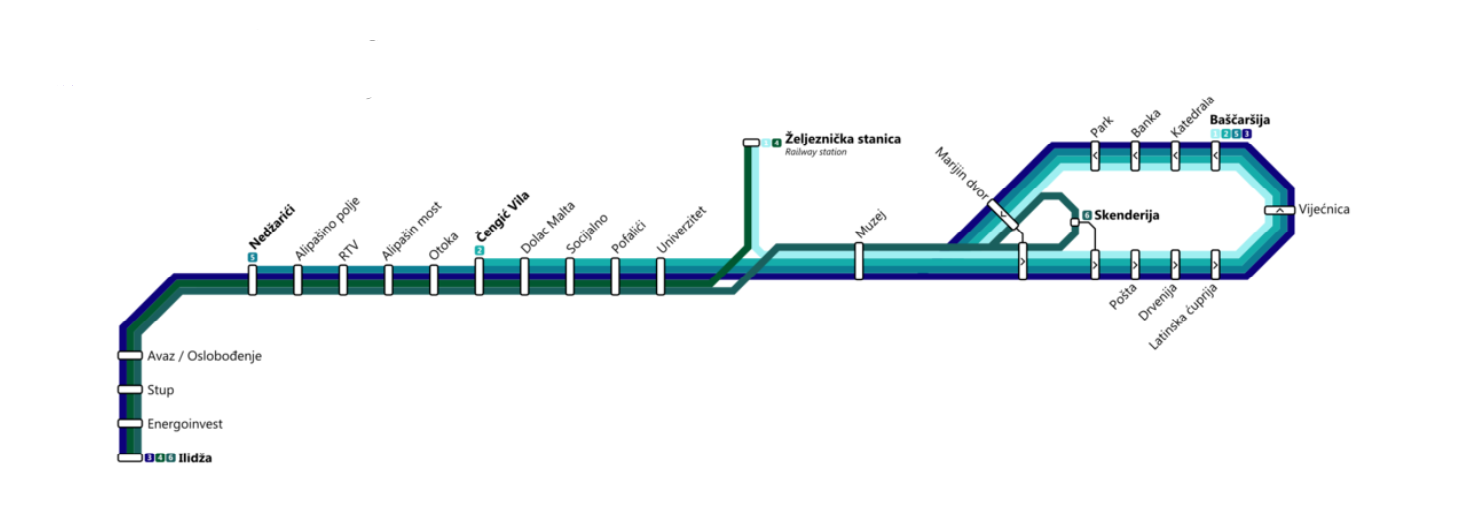 Park
Banka
Katedrala
Baščaršija
1 2 5 3
Željeznička stanica
1 4
Railway station
Marijin dvor
Nedžarići
5
Alipašino polje
RTV
Alipašin most
Otoka
Čengić Vila
2
Dolac Malta
Socijalno
Pofalići
Univerzitet
Muzej
6 Skenderija
Vijećnica
Pošta
Drvenija
Latinska ćuprija
Avaz / Oslobođenje
Stup
Energoinvest
3 4 6 Ilidža